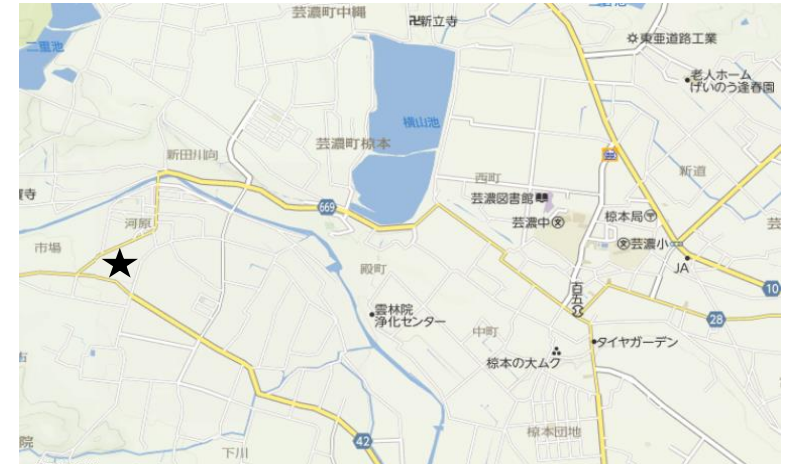 芸濃町中縄
卍新立寺
東亜道路工業
二重池
老人ホーム
げいのう逢春園
横山池
芸濃町椋本
新田川向
西町
新道
寺
669
芸濃図書館
椋本局
芸濃中
河原
芸濃小
芸
市場
殿町
JA
百五
10
雲林院
浄化センター
28
中町
タイヤガーデン
椋本の大ムク
椋本団地
42
院
下川